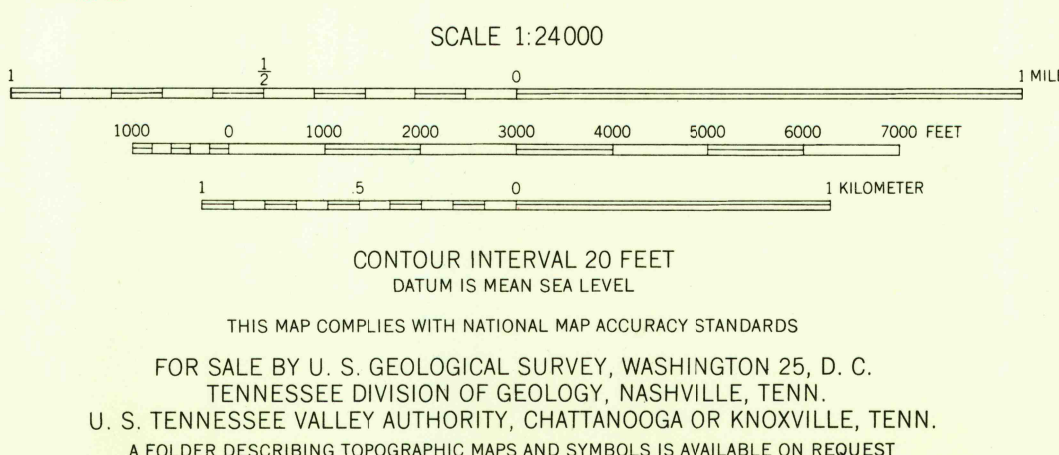 SCALE 1:24000
1 1/2 0 1
1000 0 1000 2000 3000 4000 5000 6000 7000 FEET
1 .5 0 1 KILOMETER
CONTOUR INTERVAL 20 FEET
DATUM IS MEAN SEA LEVEL
THIS MAP COMPLIES WITH NATIONAL MAP ACCURACY STANDARDS
FOR SALE BY U. S. GEOLOGICAL SURVEY, WASHINGTON 25, D. C.
TENNESSEE DIVISION OF GEOLOGY, NASHVILLE, TENN.
U. S. TENNESSEE VALLEY AUTHORITY, CHATTANOOGA OR KNOXVILLE, TENN.
A FOLDER DESCRIBING TOPOGRAPHIC MAPS AND SYMBOLS IS AVAILABLE ON REQUEST